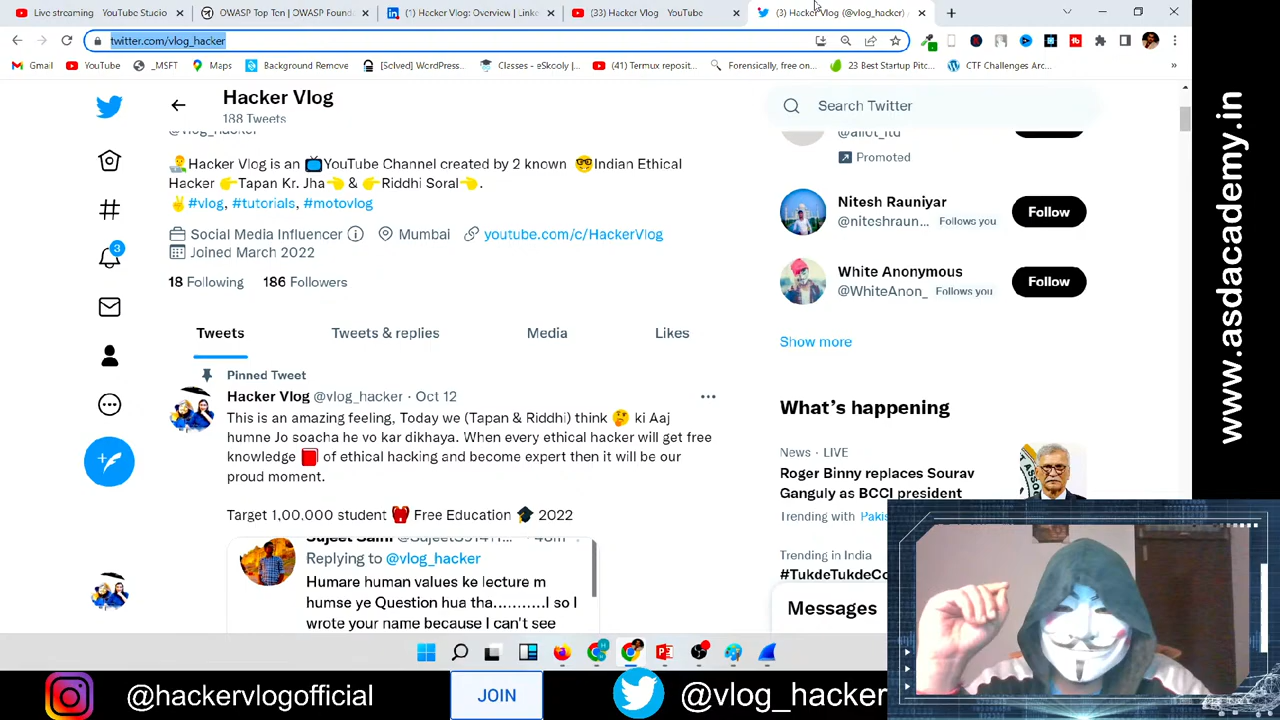 Live streaming - YouTube Studio
OWASP Top Ten | OWASP Founda
(1) Hacker Vlog: Overview | Linke
(33) Hacker Vlog - YouTube
(3) Hacker Vlog (@vlog_hacker) /
twitter.com/vlog_hacker
Gmail
YouTube
_MSFT
Maps
Background Remove
[Solved] WordPress...
Classes - eSkooly |...
(41) Termux reposit...
Forensically, free on...
23 Best Startup Pitc...
CTF Challenges Arc...
»
Hacker Vlog
188 Tweets
Search Twitter
@vlog_hacker
@allot_ltd
Promoted
Hacker Vlog is an YouTube Channel created by 2 known Indian Ethical
Hacker Tapan Kr. Jha & Riddhi Soral .
#vlog, #tutorials, #motovlog
Social Media Influencer Mumbai youtube.com/c/HackerVlog
Joined March 2022
18 Following 186 Followers
Nitesh Rauniyar
@niteshraun... Follows you
Follow
White Anonymous
@WhiteAnon_ Follows you
Follow
Show more
3
Tweets
Tweets & replies
Media
Likes
Pinned Tweet
Hacker Vlog @vlog_hacker · Oct 12
This is an amazing feeling, Today we (Tapan & Riddhi) think ki Aaj
humne Jo soacha he vo kar dikhaya. When every ethical hacker will get free
knowledge of ethical hacking and become expert then it will be our
proud moment.
Target 1,00,000 student Free Education 2022
Replying to @vlog_hacker
Humare human values ke lecture m
humse ye Question hua tha..........I so I
wrote your name because I can't see
What's happening
News · LIVE
Roger Binny replaces Sourav
Ganguly as BCCI president
Trending with Pakis
Trending in India
#TukdeTukdeCo
Messages
www.asdacademy.in
@hackervlogofficial
JOIN
@vlog_hacker